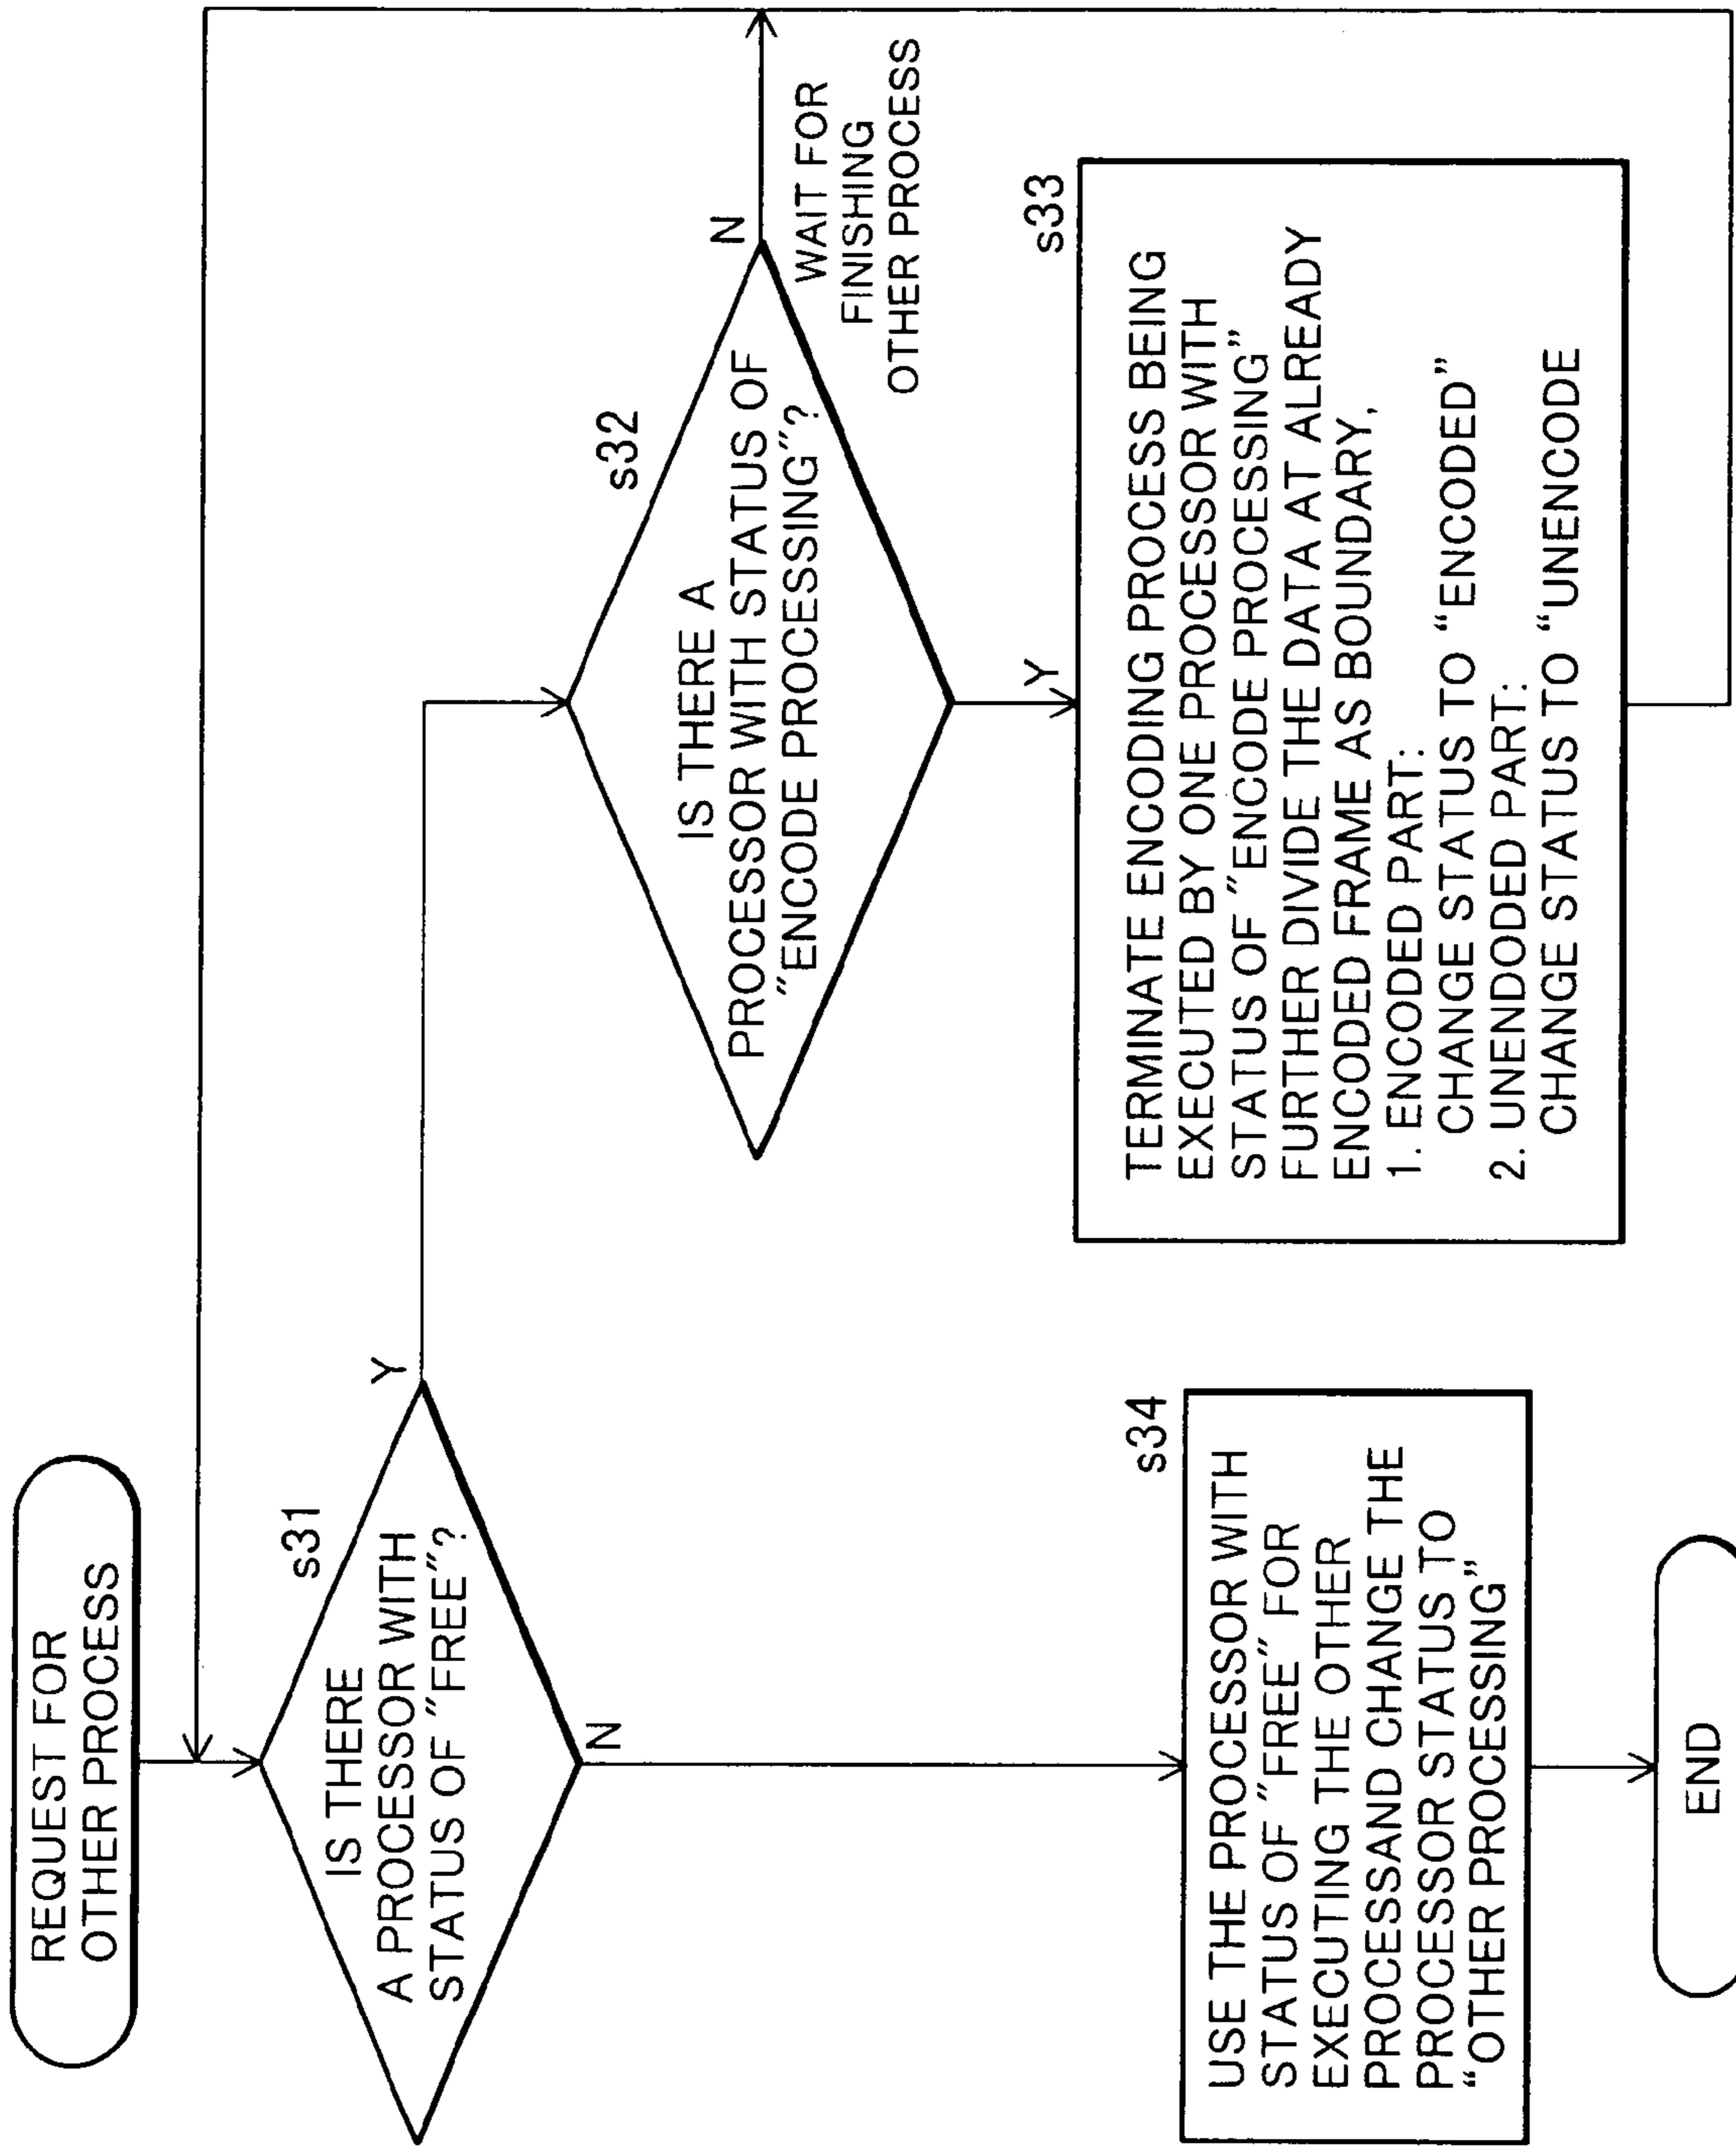 REQUEST FOR
OTHER PROCESS
s31
IS THERE
A PROCESSOR WITH
STATUS OF "FREE"?
Y
N
s32
IS THERE A
PROCESSOR WITH STATUS OF
"ENCODE PROCESSING"?
N
WAIT FOR
FINISHING
OTHER PROCESS
Y
s33
TERMINATE ENCODING PROCESS BEING
EXECUTED BY ONE PROCESSOR WITH
STATUS OF "ENCODE PROCESSING"
FURTHER DIVIDE THE DATA AT ALREADY
ENCODED FRAME AS BOUNDARY,
1. ENCODED PART:
CHANGE STATUS TO "ENCODED"
2. UNENDODED PART:
CHANGE STATUS TO "UNENCODE
s34
USE THE PROCESSOR WITH
STATUS OF "FREE" FOR
EXECUTING THE OTHER
PROCESSAND CHANGE THE
PROCESSOR STATUS TO
"OTHER PROCESSING"
END